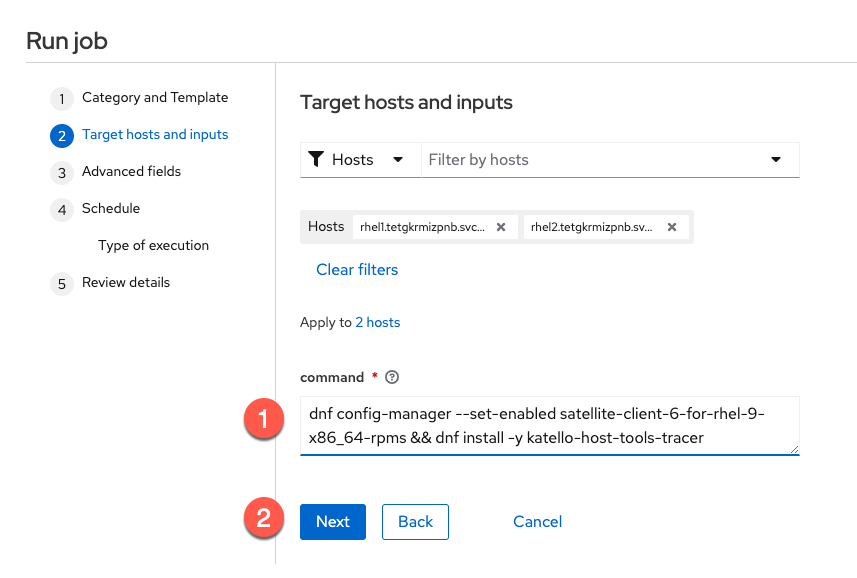 Run job
1 Category and Template
2 Target hosts and inputs
3 Advanced fields
4 Schedule
Type of execution
5 Review details
Target hosts and inputs
Hosts Filter by hosts
Hosts rhel1.tetgkrmizpnb.svc... rhel2.tetgkrmizpnb.sv...
Clear filters
Apply to 2 hosts
command *
1
dnf config-manager --set-enabled satellite-client-6-for-rhel-9-
x86_64-rpms && dnf install -y katello-host-tools-tracer
2
Next Back Cancel